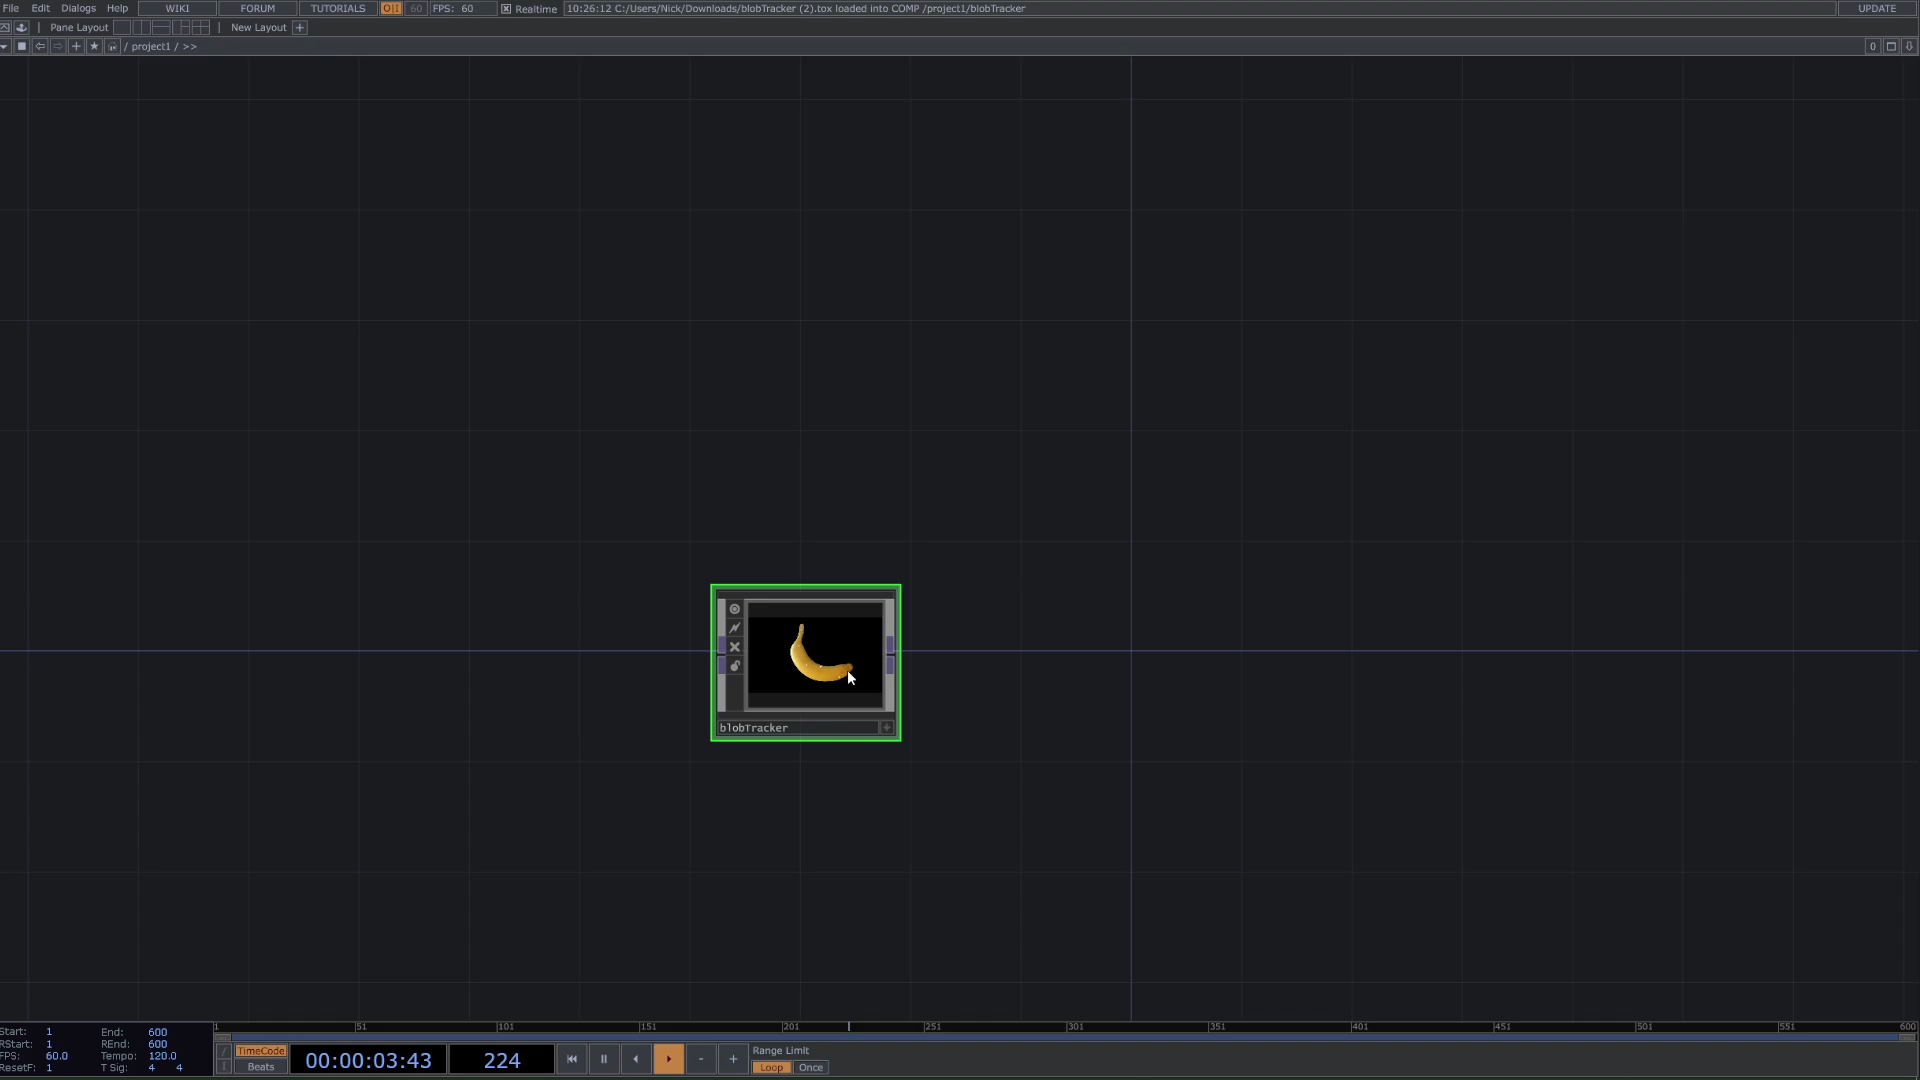 File Edit Dialogs Help WIKI FORUM TUTORIALS O|I 60 FPS: 60 Realtime 10:26:12 C:/Users/Nick/Downloads/blobTracker (2).tox loaded into COMP /project1/blobTracker UPDATE
Pane Layout New Layout +
/ project1 / >> 0
blobTracker
1 51 101 151 201 251 301 351 401 451 501 551 600
Start: 1 End: 600
RStart: 1 REnd: 600
FPS: 60.0 Tempo: 120.0
ResetF: 1 T Sig: 4 4
TimeCode
Beats
00:00:03:43 224
- +
Range Limit
Loop Once